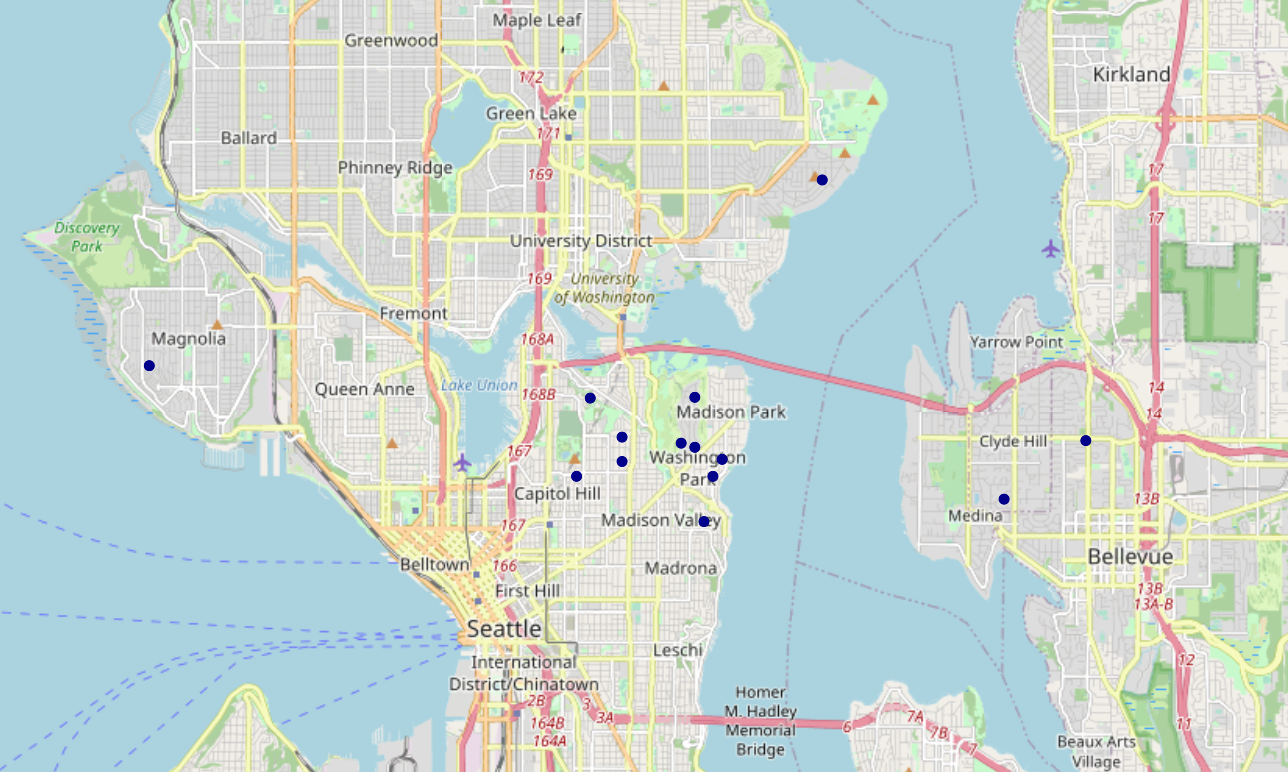 Maple Leaf
Greenwood
Kirkland
172
Green Lake
171
Ballard
Phinney Ridge
169
17
17
Discovery
Park
University District
169
University
of Washington
Fremont
168A
Magnolia
Yarrow Point
Queen Anne
Lake Union
168B
14
Madison Park
14
Clyde Hill
167
Washington
Park
Capitol Hill
13B
Medina
167
Madison Valley
Belltown
166
Madrona
Bellevue
First Hill
13B
13A-B
Seattle
Leschi
International
District/Chinatown
12
2B
3
3A
Homer
M. Hadley
Memorial
Bridge
6
7A
7B
7
164B
164A
11
Beaux Arts
Village